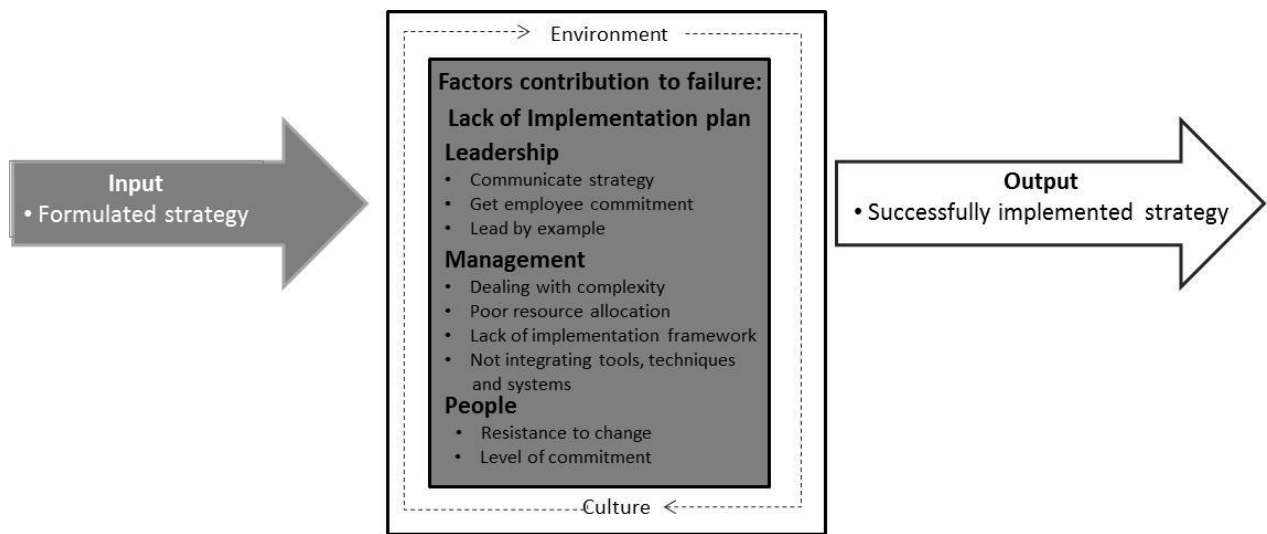 Environment
Factors contribution to failure:
Lack of Implementation plan
Leadership
• Communicate strategy
• Get employee commitment
• Lead by example
Management
• Dealing with complexity
• Poor resource allocation
• Lack of implementation framework
• Not integrating tools, techniques
and systems
People
• Resistance to change
• Level of commitment
Culture
Input
• Formulated strategy
Output
• Successfully implemented strategy